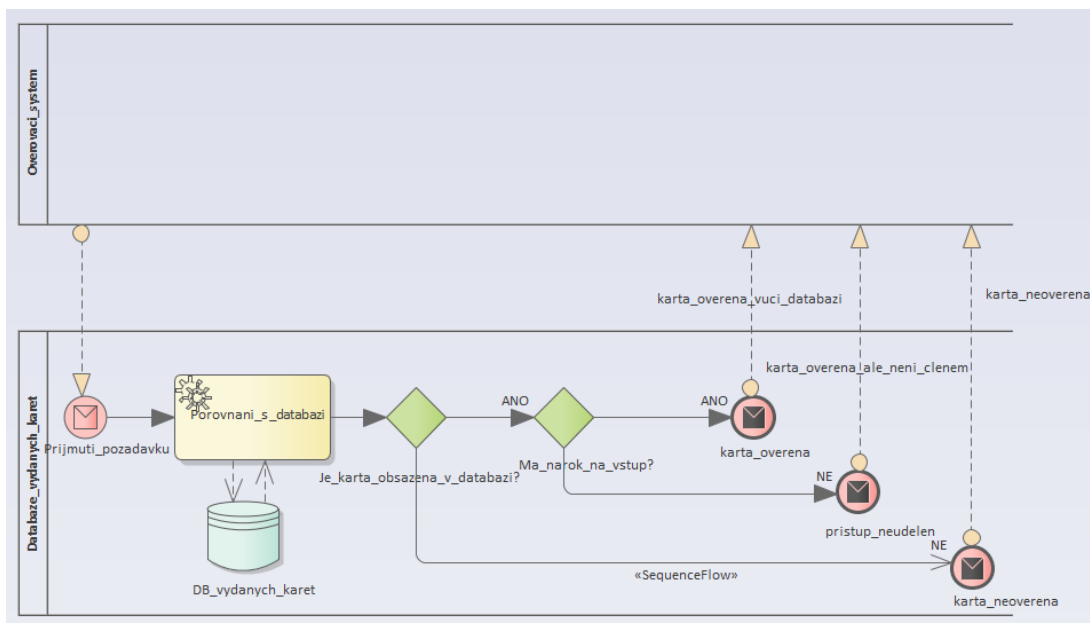 Overovaci_system
karta_overena_vuci_databazi
karta_neoverena
Databaze_vydanych_karet
karta_overena_ale_neni_clenem
Porovnani_s_databazi
ANO
ANO
Prijmuti_pozadavku
karta_overena
Ma_narok_na_vstup?
Je_karta_obsazena_v_databazi?
NE
pristup_neudelen
NE
«SequenceFlow»
DB_vydanych_karet
karta_neoverena